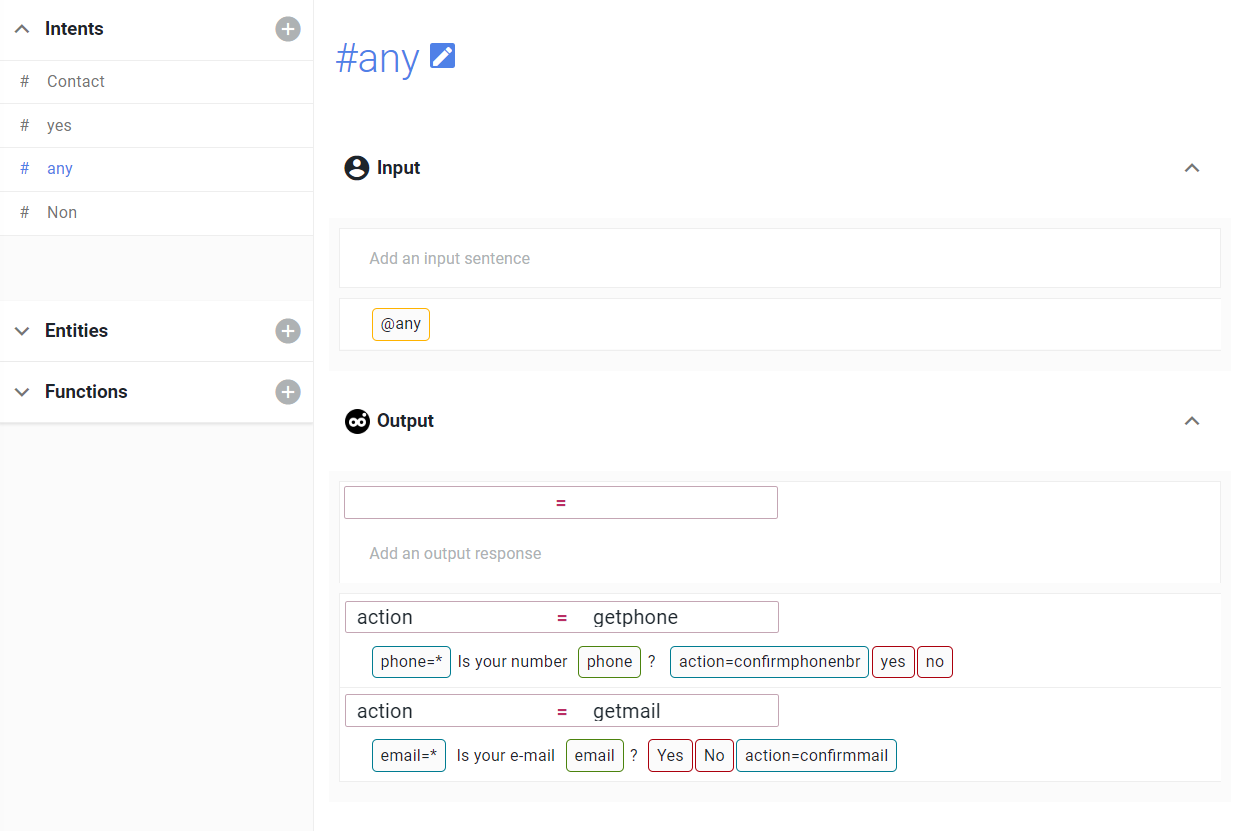 Intents
# Contact
# yes
# any
# Non
Entities
Functions
#any
Input
Add an input sentence
@any
Output
=
Add an output response
action = getphone
phone=* Is your number phone ? action=confirmphonenbr yes no
action = getmail
email=* Is your e-mail email ? Yes No action=confirmmail